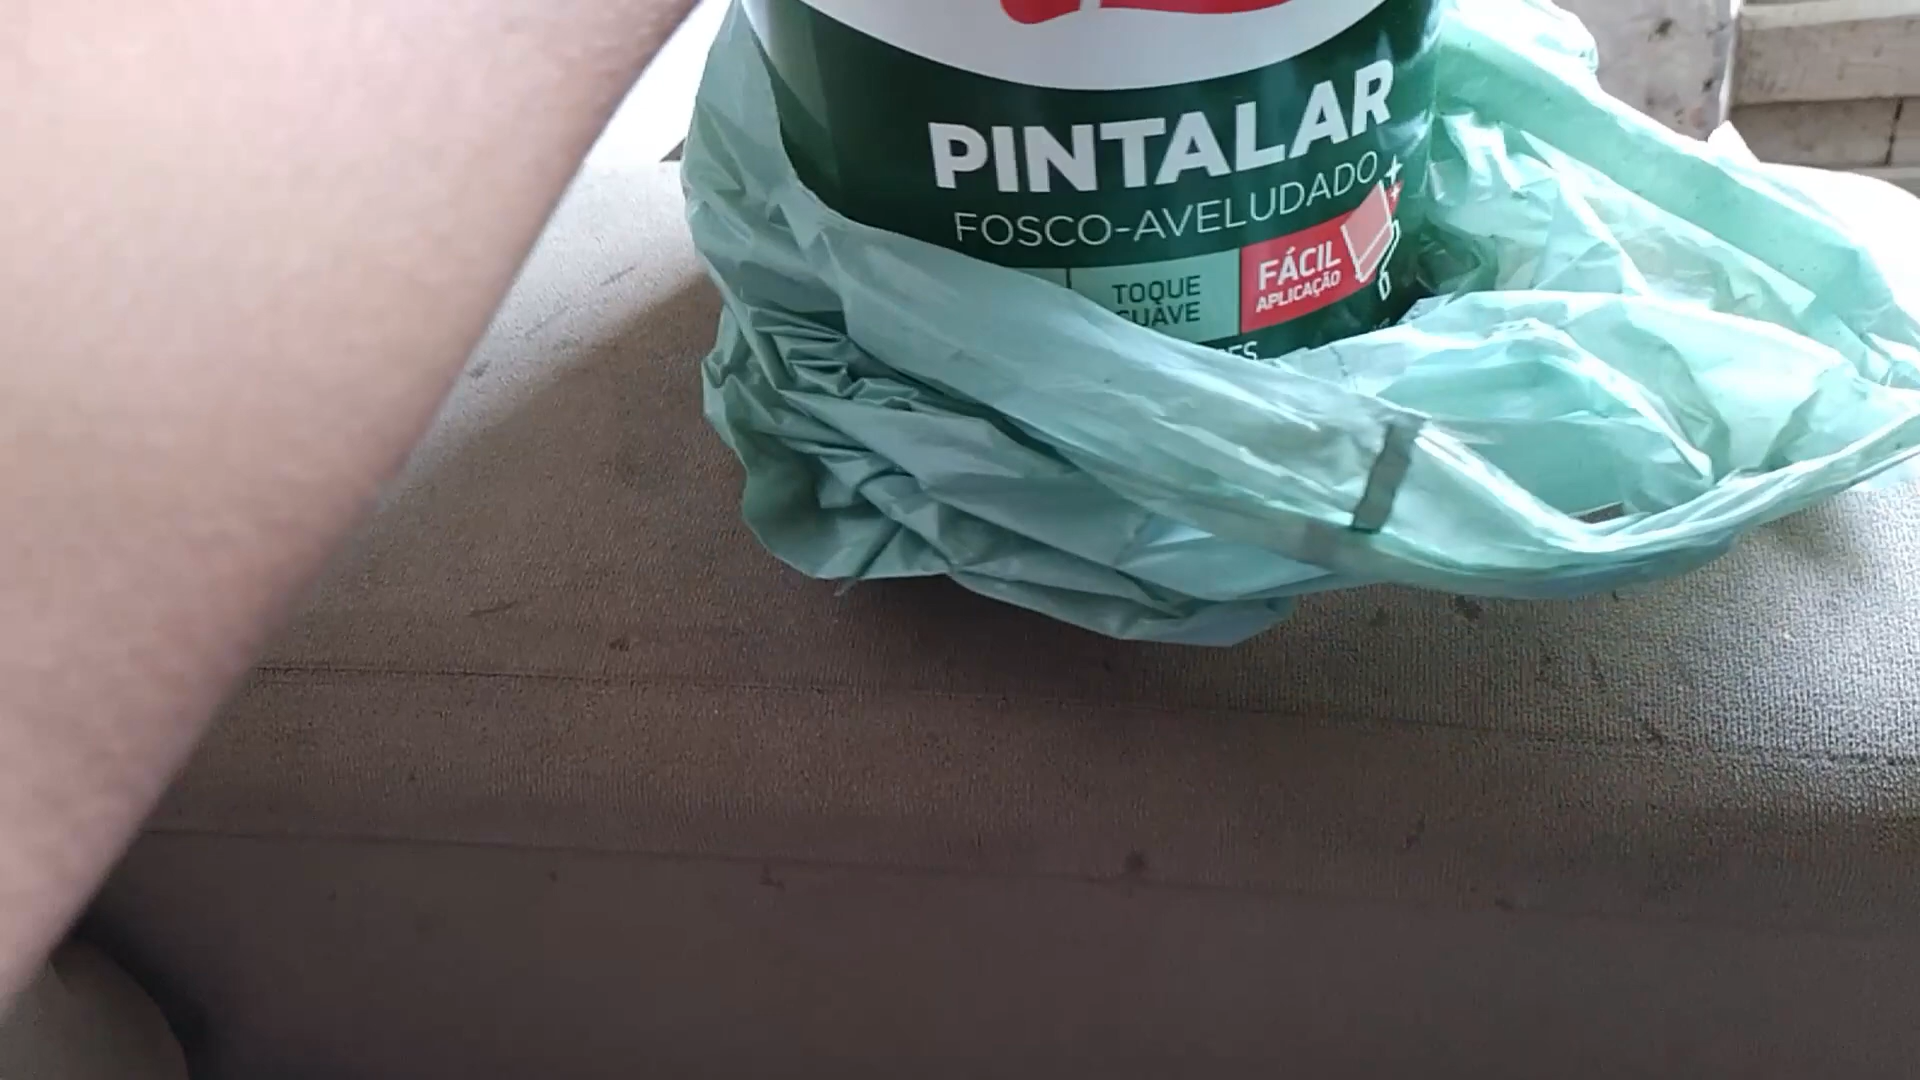 PINTALAR
FOSCO-AVELUDADO
TOQUE
SUAVE
FÁCIL
APLICAÇÃO